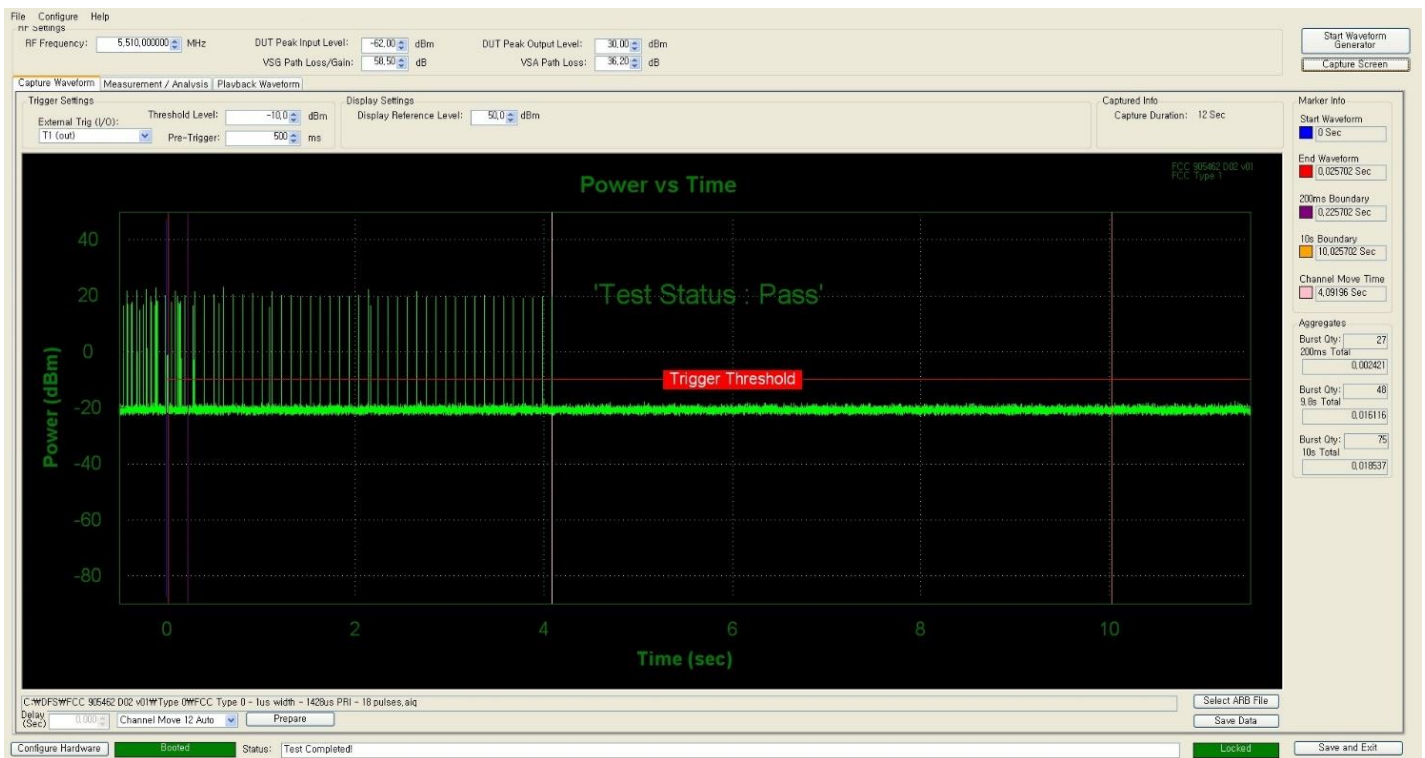 File Configure Help
RF Settings
RF Frequency: 5,510,000000 MHz DUT Peak Input Level: -62,00 dBm DUT Peak Output Level: 30,00 dBm
VSG Path Loss/Gain: 58,50 dB VSA Path Loss: 36,20 dB
Start Waveform
Generator
Capture Screen
Capture Waveform Measurement / Analysis Playback Waveform
Trigger Settings
External Trig (I/O): Threshold Level: -10,0 dBm
T1 (out) Pre-Trigger: 500 ms
Display Settings
Display Reference Level: 50,0 dBm
Captured Info
Capture Duration: 12 Sec
FCC 905462 D02 v01
FCC Type 1
Power vs Time
'Test Status : Pass'
Trigger Threshold
Power (dBm)
40
20
0
-20
-40
-60
-80
0 2 4 6 8 10
Time (sec)
Marker Info
Start Waveform
0 Sec
End Waveform
0,025702 Sec
200ms Boundary
0,225702 Sec
10s Boundary
10,025702 Sec
Channel Move Time
4,09196 Sec
Aggregates
Burst Qty: 27
200ms Total
0,002421
Burst Qty: 48
9,8s Total
0,016116
Burst Qty: 75
10s Total
0,018537
C:₩DFS₩FCC 905462 D02 v01₩Type 0₩FCC Type 0 - 1us width - 1428us PRI - 18 pulses,aiq
Select ARB File
Delay
(Sec) 0,000 Channel Move 12 Auto Prepare
Save Data
Configure Hardware Booted Status: Test Completed! Locked Save and Exit